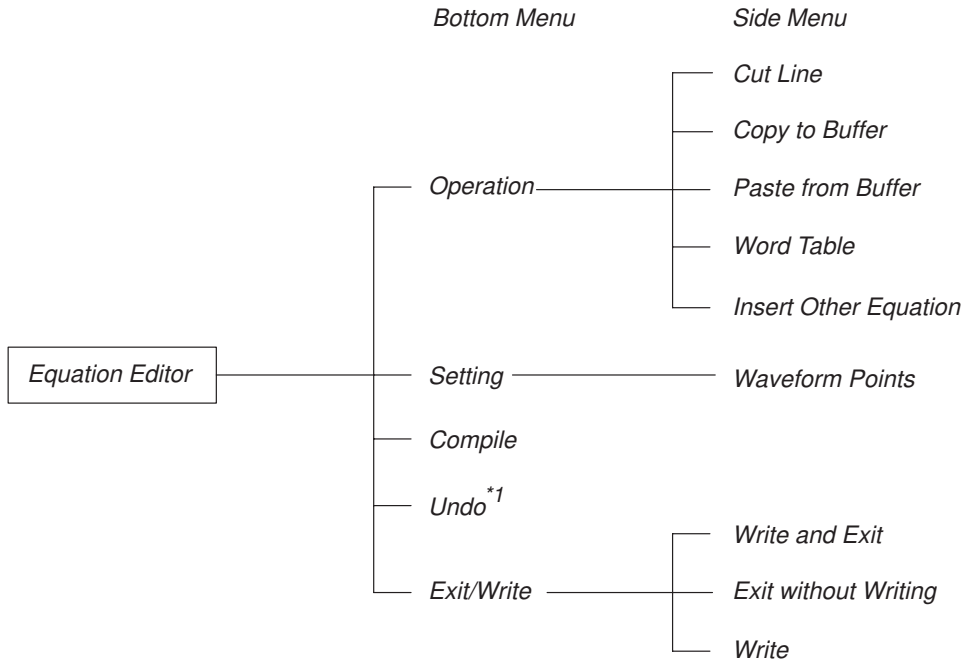 Bottom Menu Side Menu
Cut Line
Copy to Buffer
Operation Paste from Buffer
Word Table
Insert Other Equation
Equation Editor Setting Waveform Points
Compile
Undo*1
Write and Exit
Exit/Write Exit without Writing
Write